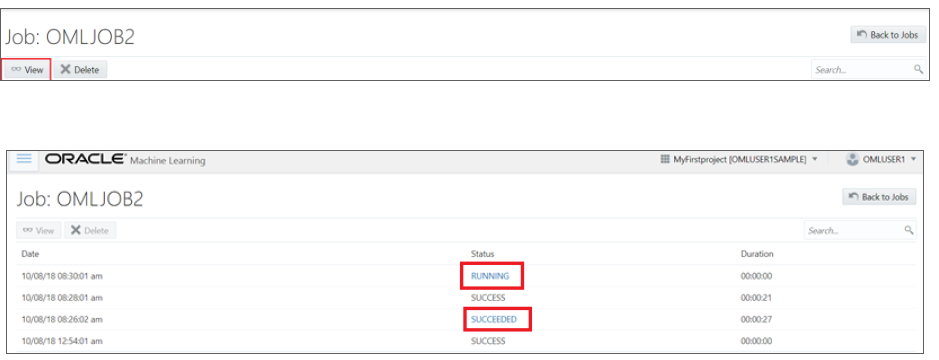 Job: OMLJOB2
Back to Jobs
View Delete
Search...
ORACLE Machine Learning
MyFirstproject [OMLUSER1SAMPLE]
OMLUSER1
Job: OMLJOB2
Back to Jobs
View Delete
Search...
Date Status Duration
10/08/18 08:30:01 am RUNNING 00:00:00
10/08/18 08:28:01 am SUCCESS 00:00:21
10/08/18 08:26:02 am SUCCEEDED 00:00:27
10/08/18 12:54:01 am SUCCESS 00:00:00